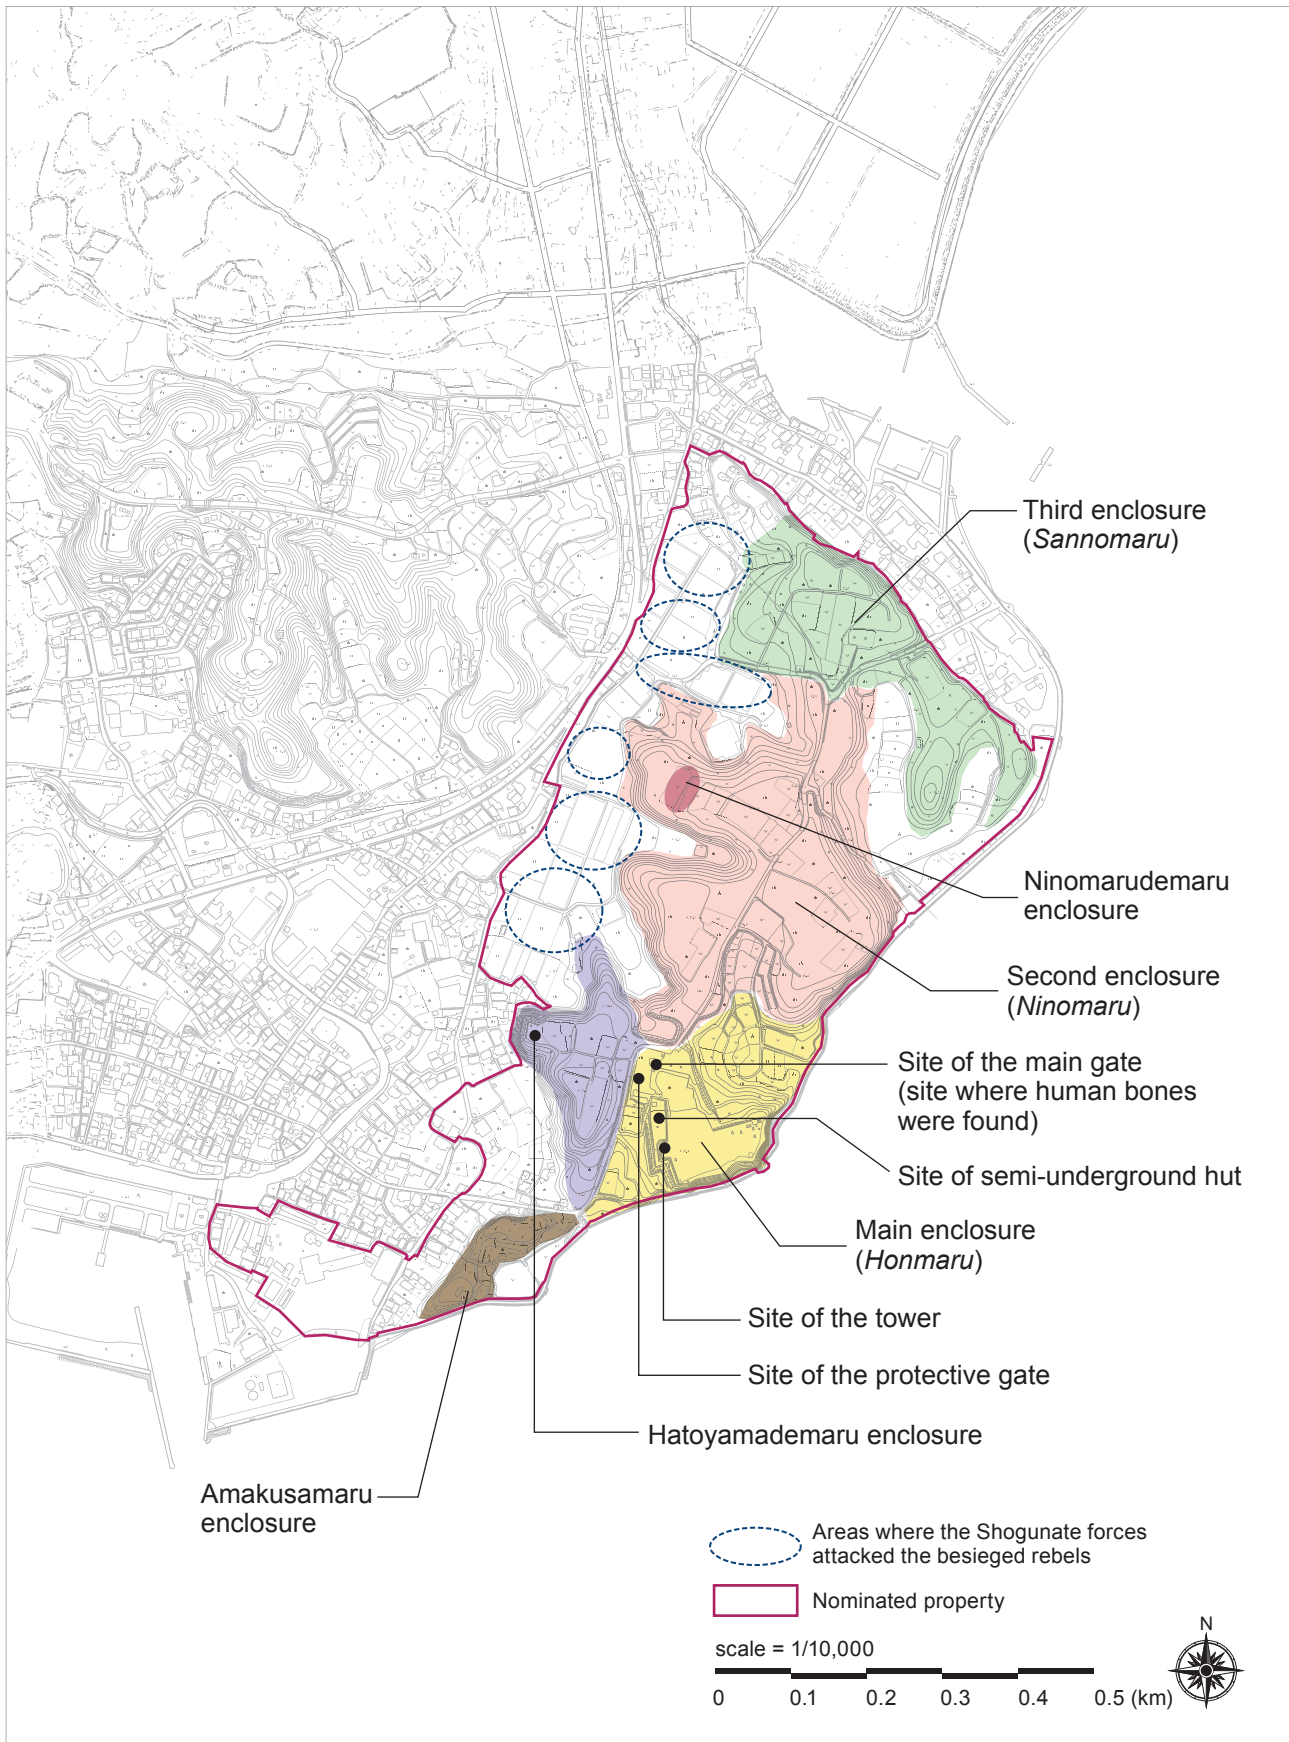 Third enclosure
(Sannomaru)
Ninomarudemaru
enclosure
Second enclosure
(Ninomaru)
Site of the main gate
(site where human bones
were found)
Site of semi-underground hut
Main enclosure
(Honmaru)
Site of the tower
Site of the protective gate
Hatoyamademaru enclosure
Amakusamaru
enclosure
Areas where the Shogunate forces
attacked the besieged rebels
Nominated property
N
scale = 1/10,000
0 0.1 0.2 0.3 0.4 0.5 (km)